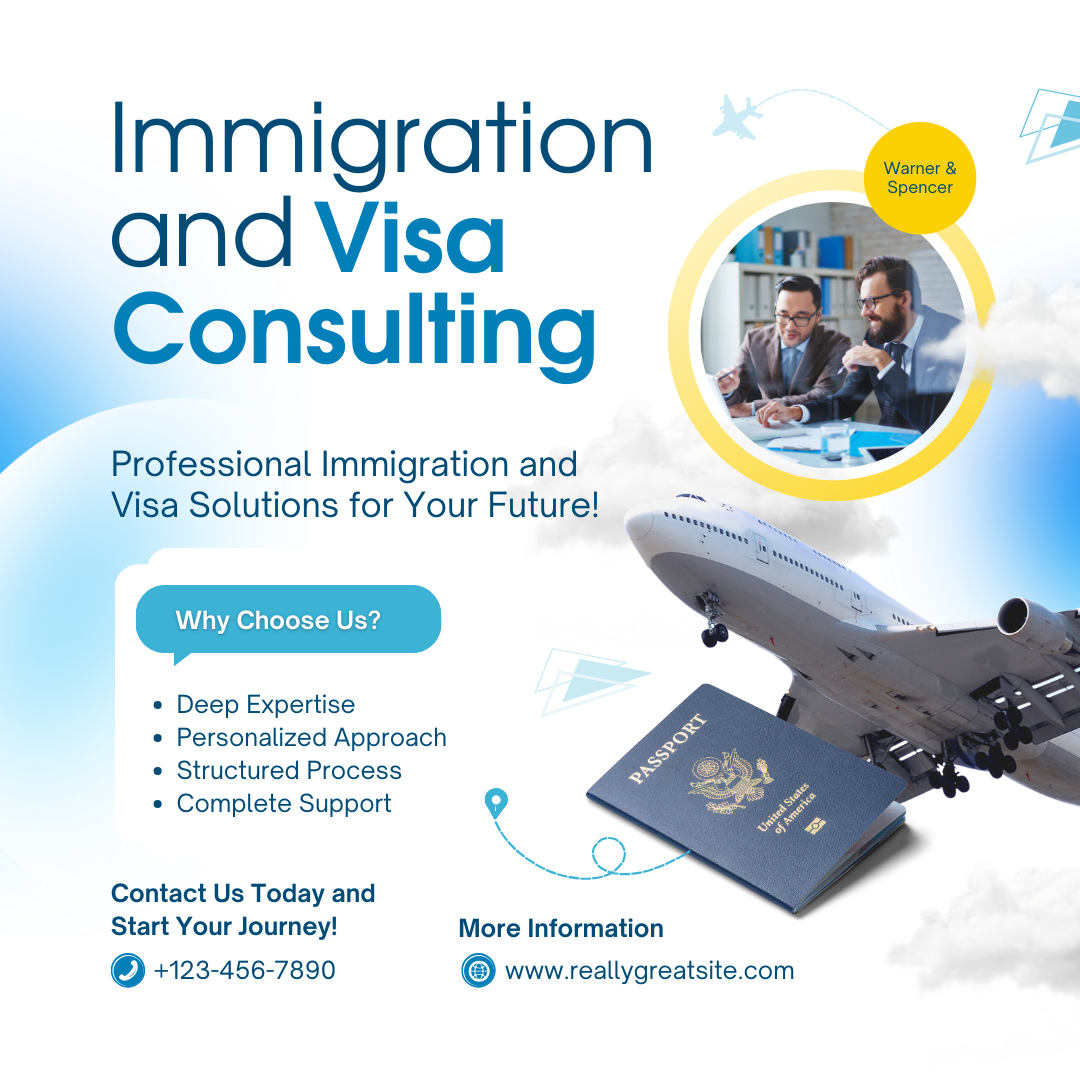 Immigration
and Visa
Consulting
Warner &
Spencer
Professional Immigration and
Visa Solutions for Your Future!
Why Choose Us?
• Deep Expertise
• Personalized Approach
• Structured Process
• Complete Support
PASSPORT
United States
of America
Contact Us Today and
Start Your Journey!
+123-456-7890
More Information
www.reallygreatsite.com